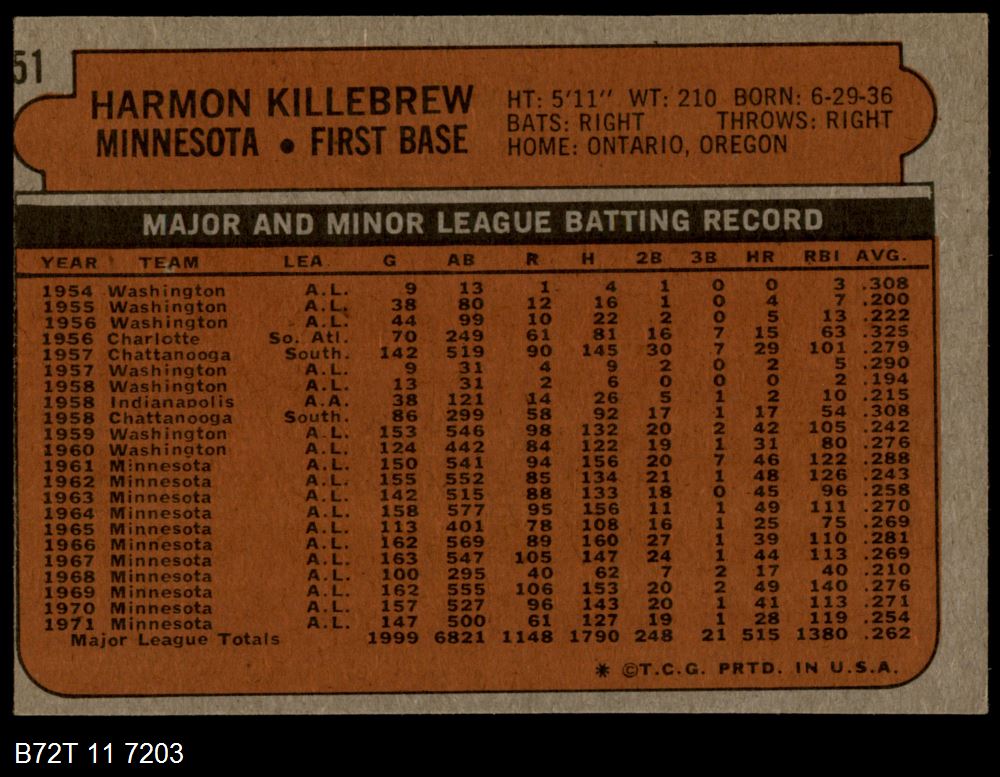 51
HARMON KILLEBREW
MINNESOTA • FIRST BASE
HT: 5'11" WT: 210 BORN: 6-29-36
BATS: RIGHT THROWS: RIGHT
HOME: ONTARIO, OREGON
MAJOR AND MINOR LEAGUE BATTING RECORD
YEAR TEAM LEA G AB R H 2B 3B HR RBI AVG.
1954 Washington A.L. 9 13 1 4 1 0 0 3 .308
1955 Washington A.L. 38 80 12 16 1 0 4 7 .200
1956 Washington A.L. 44 99 10 22 2 0 5 13 .222
1956 Charlotte So. Atl. 70 249 61 81 16 7 15 63 .325
1957 Chattanooga South. 142 519 90 145 30 7 29 101 .279
1957 Washington A.L. 9 31 4 9 2 0 2 5 .290
1958 Washington A.L. 13 31 2 6 0 0 0 2 .194
1958 Indianapolis A.A. 38 121 14 26 5 1 2 10 .215
1958 Chattanooga South. 86 299 58 92 17 1 17 54 .308
1959 Washington A.L. 153 546 98 132 20 2 42 105 .242
1960 Washington A.L. 124 442 84 122 19 1 31 80 .276
1961 Minnesota A.L. 150 541 94 156 20 7 46 122 .288
1962 Minnesota A.L. 155 552 85 134 21 1 48 126 .243
1963 Minnesota A.L. 142 515 88 133 18 0 45 96 .258
1964 Minnesota A.L. 158 577 95 156 11 1 49 111 .270
1965 Minnesota A.L. 113 401 78 108 16 1 25 75 .269
1966 Minnesota A.L. 162 569 89 160 27 1 39 110 .281
1967 Minnesota A.L. 163 547 105 147 24 1 44 113 .269
1968 Minnesota A.L. 100 295 40 62 7 2 17 40 .210
1969 Minnesota A.L. 162 555 106 153 20 2 49 140 .276
1970 Minnesota A.L. 157 527 96 143 20 1 41 113 .271
1971 Minnesota A.L. 147 500 61 127 19 1 28 119 .254
Major League Totals 1999 6821 1148 1790 248 21 515 1380 .262
* ©T.C.G. PRTD. IN U.S.A.
B72T 11 7203